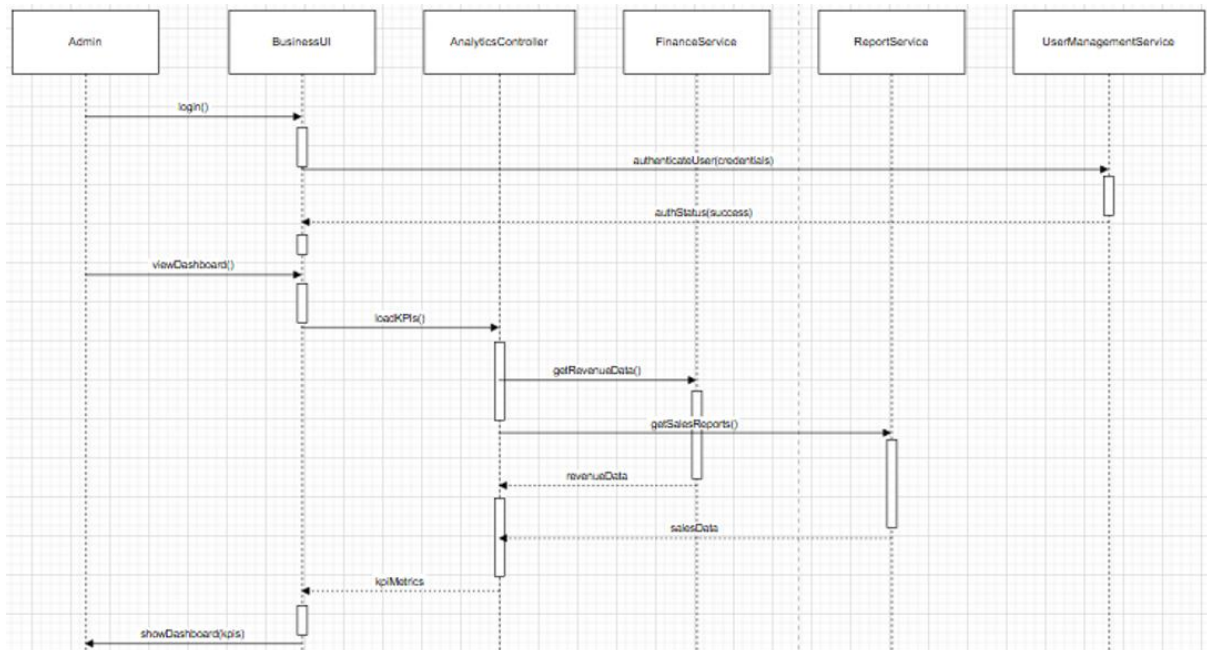 Admin
BusinessUI
AnalyticsController
FinanceService
ReportService
UserManagementService
login()
authenticateUser(credentials)
authStatus(success)
viewDashboard()
loadKPIs()
getRevenueData()
getSalesReports()
revenueData
salesData
kpiMetrics
showDashboard(kpis)